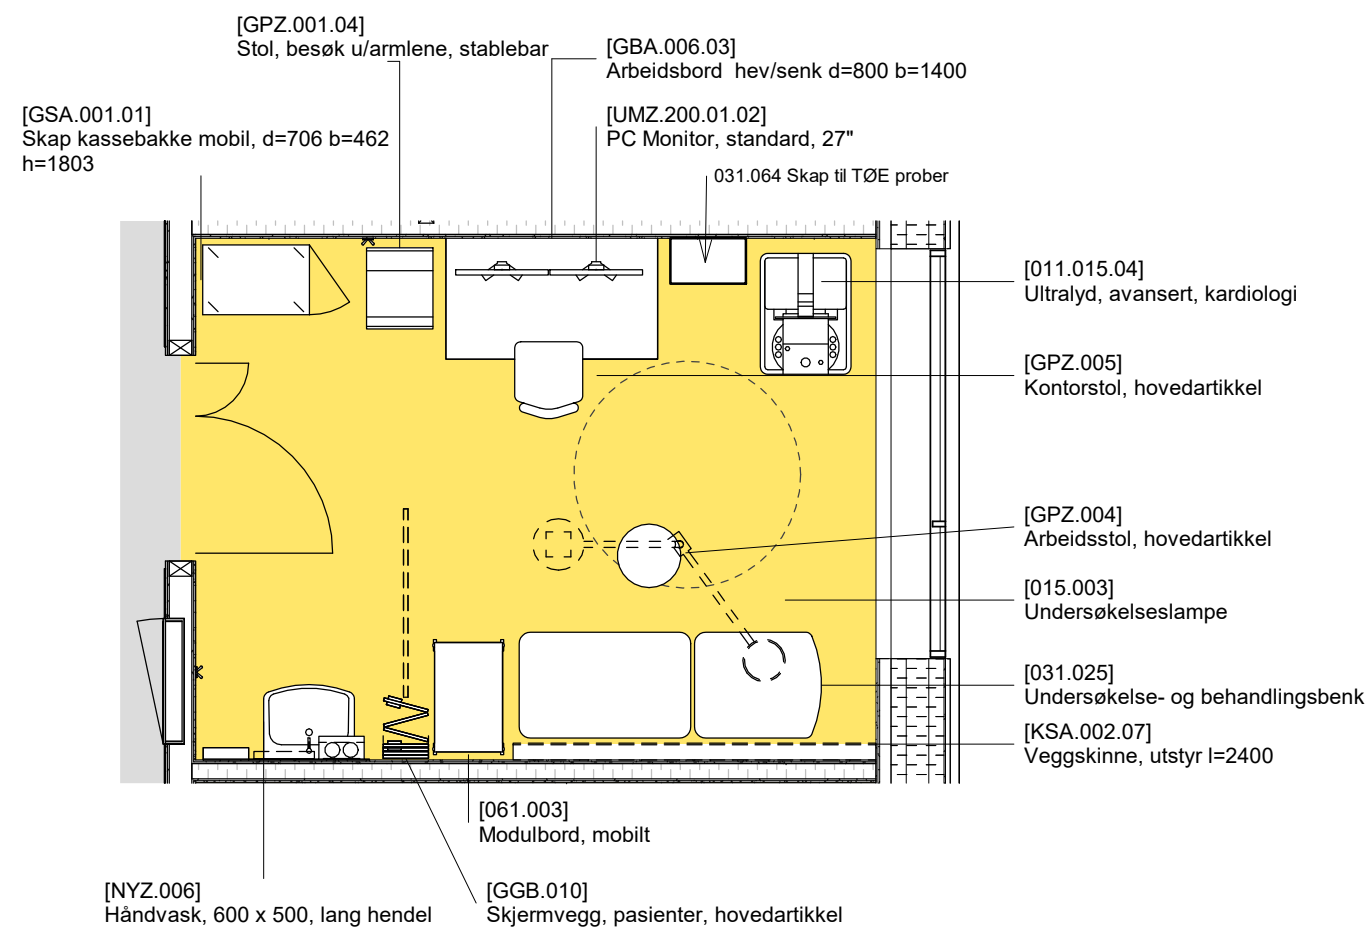 [GPZ.001.04]
Stol, besøk u/armlene, stablebar
[GBA.006.03]
Arbeidsbord  hev/senk d=800 b=1400
[GSA.001.01]
Skap kassebakke mobil, d=706 b=462
h=1803
[UMZ.200.01.02]
PC Monitor, standard, 27"
031.064 Skap til TØE prober
[011.015.04]
Ultralyd, avansert, kardiologi
[GPZ.005]
Kontorstol, hovedartikkel
[GPZ.004]
Arbeidsstol, hovedartikkel
[015.003]
Undersøkelseslampe
[031.025]
Undersøkelse- og behandlingsbenk
[KSA.002.07]
Veggskinne, utstyr l=2400
[061.003]
Modulbord, mobilt
[NYZ.006]
Håndvask, 600 x 500, lang hendel
[GGB.010]
Skjermvegg, pasienter, hovedartikkel